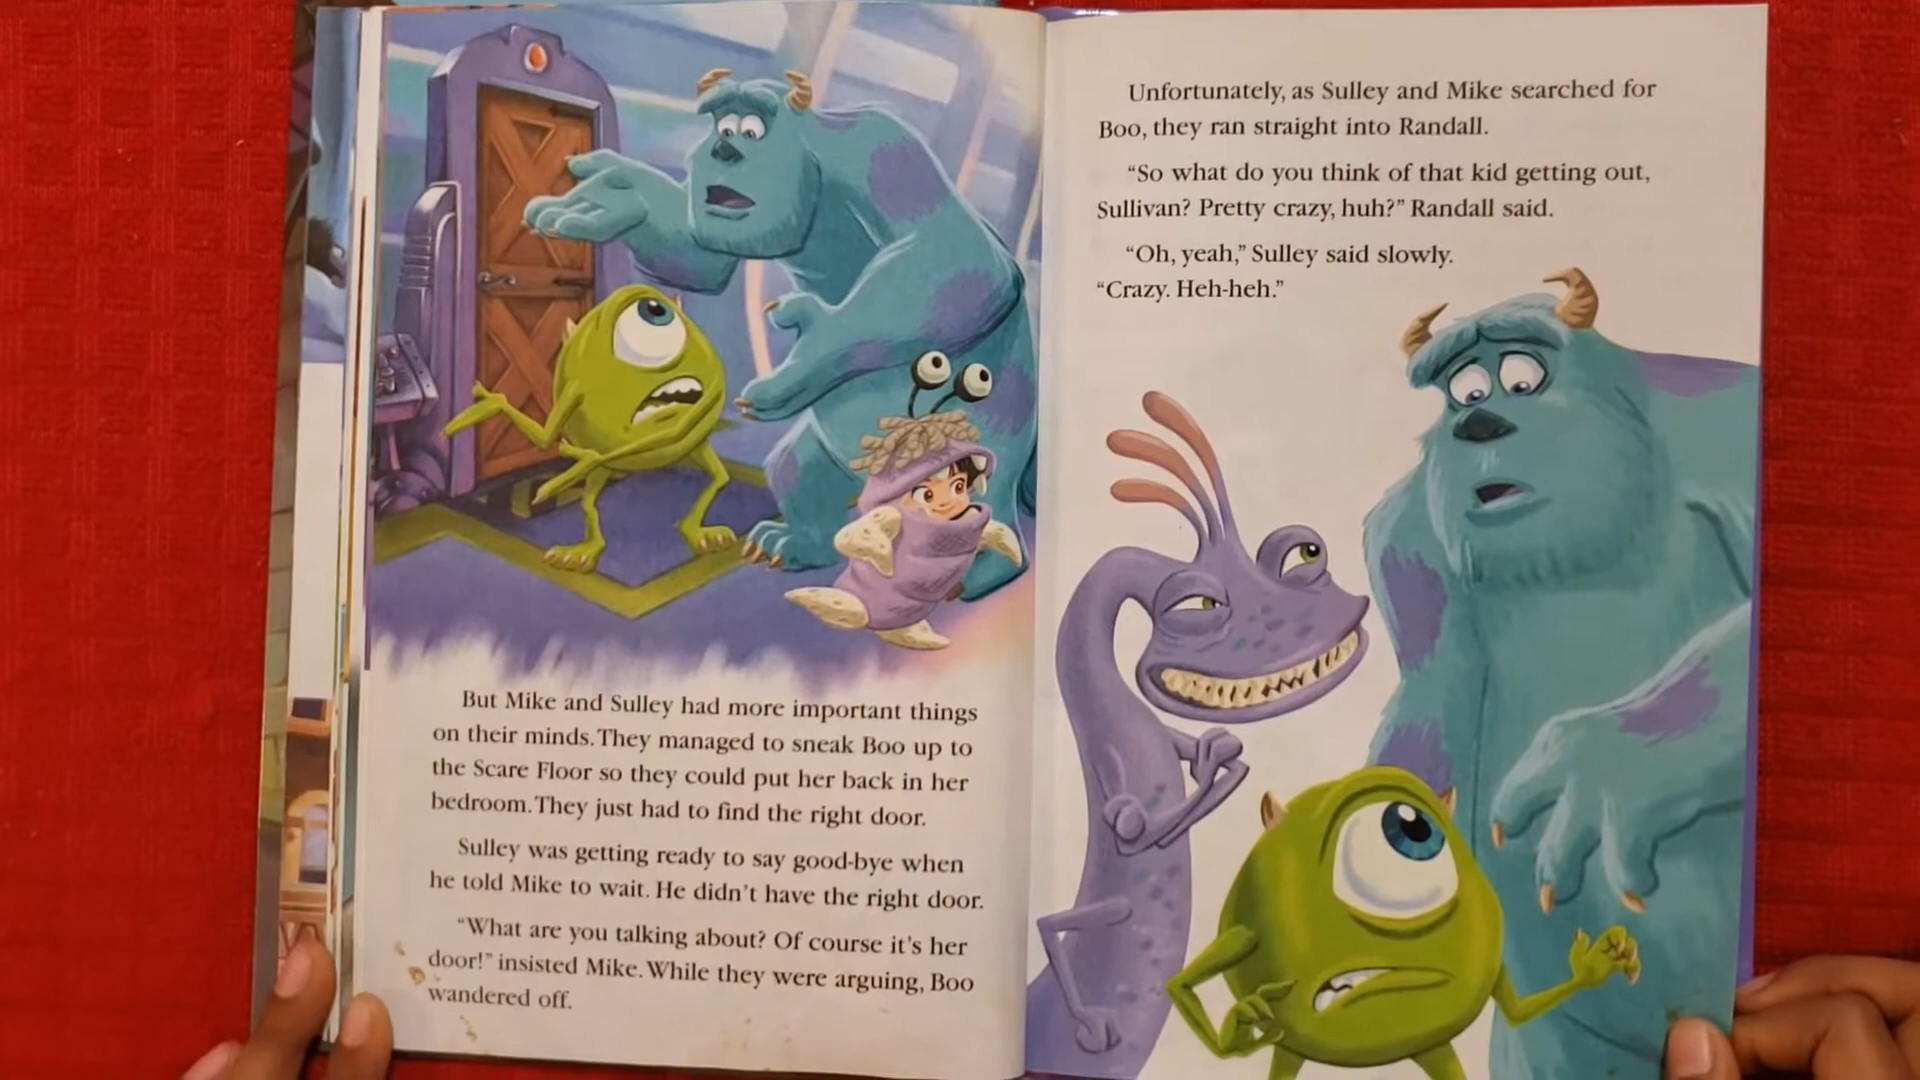 But Mike and Sulley had more important things
on their minds. They managed to sneak Boo up to
the Scare Floor so they could put her back in her
bedroom. They just had to find the right door.
Sulley was getting ready to say good-bye when
he told Mike to wait. He didn't have the right door.
“What are you talking about? Of course it's her
door!” insisted Mike. While they were arguing, Boo
wandered off.
Unfortunately, as Sulley and Mike searched for
Boo, they ran straight into Randall.
“So what do you think of that kid getting out,
Sullivan? Pretty crazy, huh?” Randall said.
“Oh, yeah,” Sulley said slowly.
“Crazy. Heh-heh.”